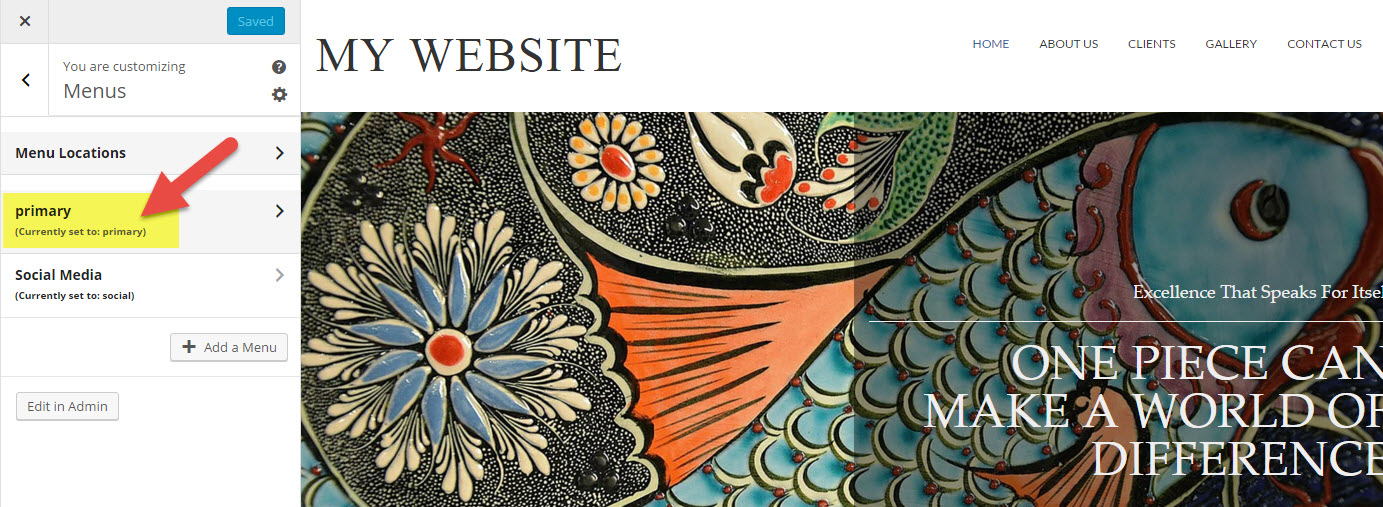 Saved
You are customizing
Menus
Menu Locations
primary
(Currently set to: primary)
Social Media
(Currently set to: social)
Add a Menu
Edit in Admin
MY WEBSITE
HOME ABOUT US CLIENTS GALLERY CONTACT US
Excellence That Speaks For Itsel
ONE PIECE CAN
MAKE A WORLD OF
DIFFERENCE